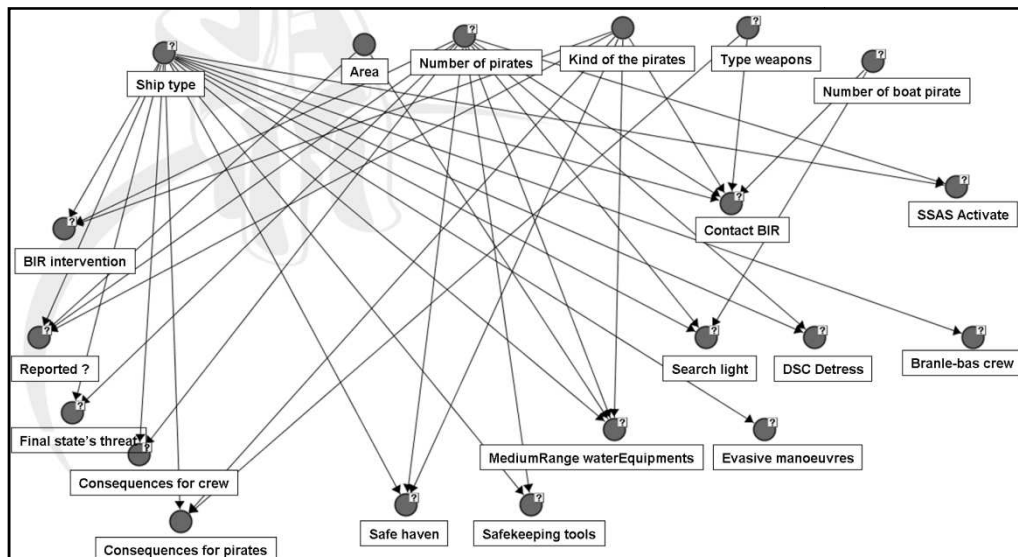 Ship type
Area
Number of pirates
Kind of the pirates
Type weapons
Number of boat pirate
SSAS Activate
Contact BIR
BIR intervention
Reported ?
Search light
DSC Detress
Branle-bas crew
Final state's threat
MediumRange waterEquipments
Evasive manoeuvres
Consequences for crew
Safe haven
Safekeeping tools
Consequences for pirates